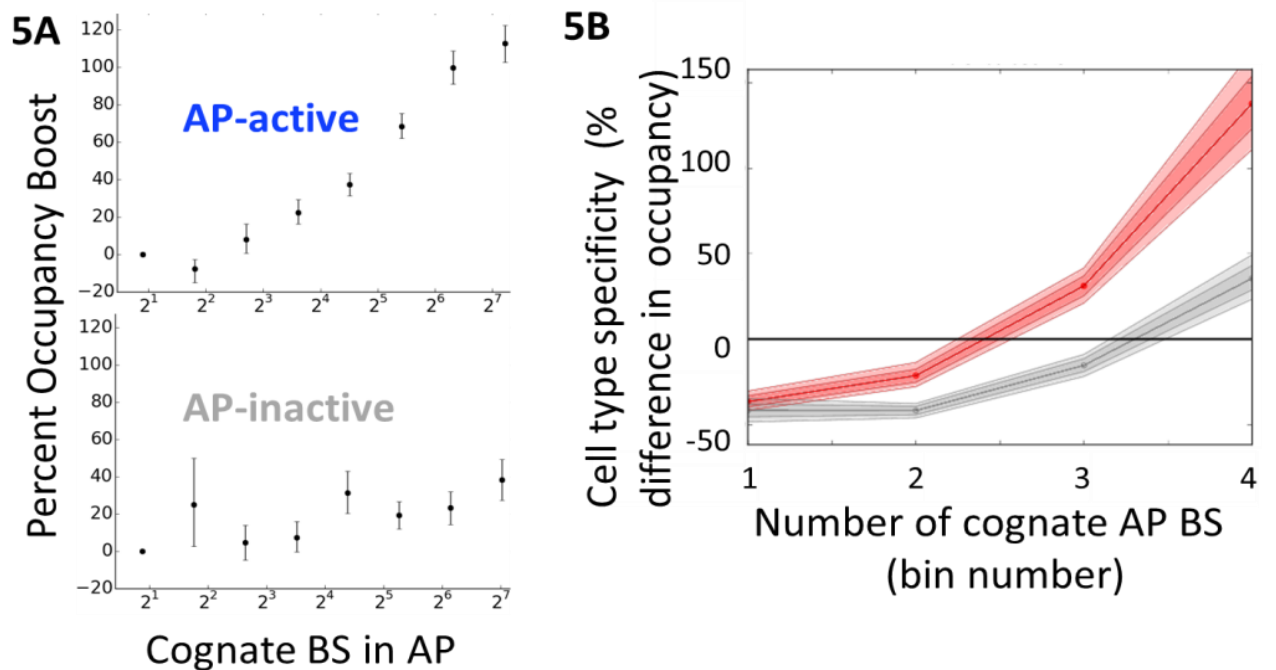 5A
Percent Occupancy Boost
120
100
80
60
40
20
0
−20
AP-active
2¹ 2² 2³ 2⁴ 2⁵ 2⁶ 2⁷
120
100
80
60
40
20
0
−20
AP-inactive
2¹ 2² 2³ 2⁴ 2⁵ 2⁶ 2⁷
Cognate BS in AP
5B
Cell type specificity (%
difference in occupancy)
150
100
50
0
-50
1 2 3 4
Number of cognate AP BS
(bin number)